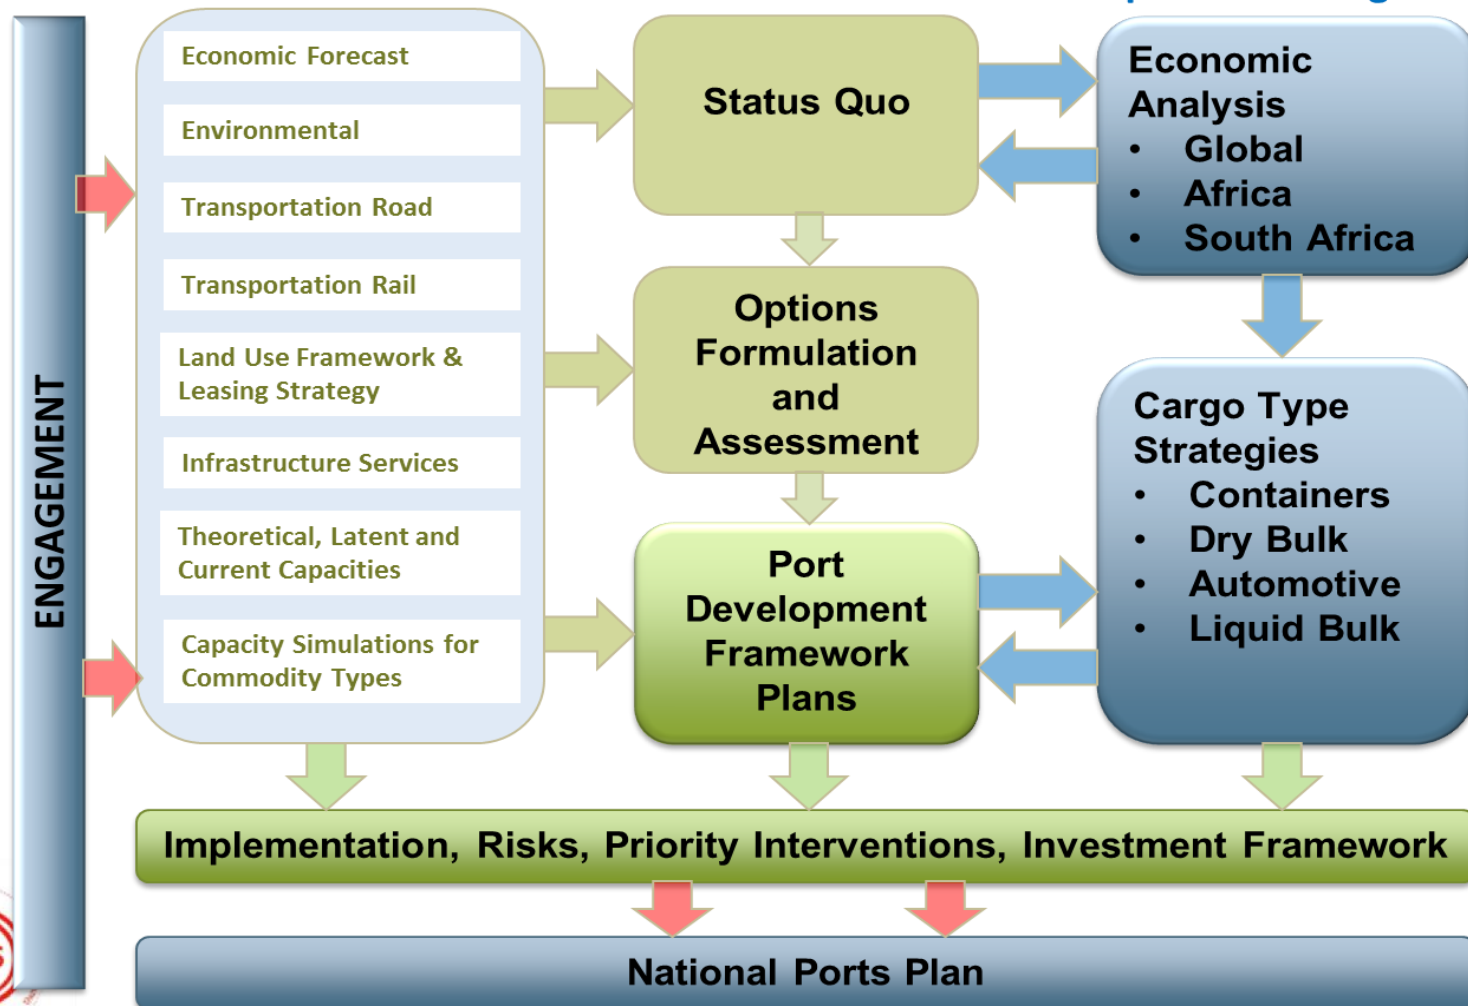 ENGAGEMENT
Economic Forecast
Environmental
Transportation Road
Transportation Rail
Land Use Framework &
Leasing Strategy
Infrastructure Services
Theoretical, Latent and
Current Capacities
Capacity Simulations for
Commodity Types
Status Quo
Options
Formulation
and
Assessment
Port
Development
Framework
Plans
Economic
Analysis
• Global
• Africa
• South Africa
Cargo Type
Strategies
• Containers
• Dry Bulk
• Automotive
• Liquid Bulk
Implementation, Risks, Priority Interventions, Investment Framework
National Ports Plan